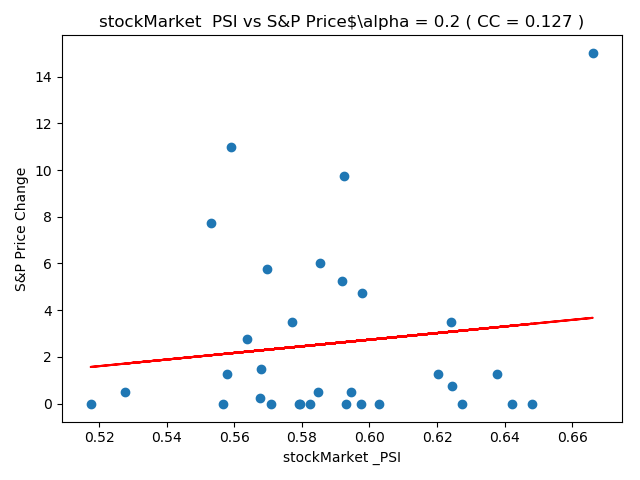 stockMarket  PSI vs S&P Price$\alpha = 0.2 ( CC = 0.127 )
14
12
10
8
6
4
2
0
S&P Price Change
0.52 0.54 0.56 0.58 0.60 0.62 0.64 0.66
stockMarket _PSI